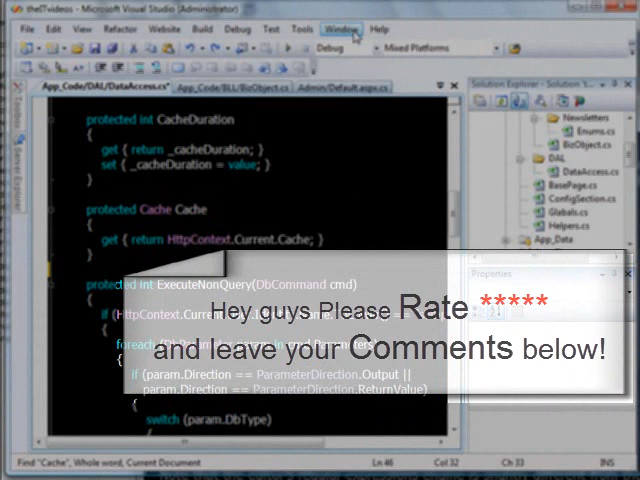 theITvideos - Microsoft Visual Studio (Administrator)
File Edit View Refactor Website Build Debug Test Tools Window Help
Debug Mixed Platforms
App_Code/DAL/DataAccess.cs* App_Code/BLL/BizObject.cs Admin/Default.aspx.cs
Solution Explorer - Solution 't...
Toolbox
Server Explorer
protected int CacheDuration
{
get { return _cacheDuration; }
set { _cacheDuration = value; }
}
protected Cache Cache
{
get { return HttpContext.Current.Cache; }
}
protected int ExecuteNonQuery(DbCommand cmd)
{
if (HttpContext.Current
foreach
{
if (param.Direction == ParameterDirection.Output ||
param.Direction == ParameterDirection.ReturnValue)
{
switch (param.DbType)
{
Newsletters
Enums.cs
BizObject.cs
DAL
DataAccess.cs
BasePage.cs
ConfigSection.cs
Globals.cs
Helpers.cs
App_Data
Properties
Hey guys Please Rate *****
and leave your Comments below!
Find "Cache", Whole word, Current Document Ln 46 Col 32 Ch 33 INS